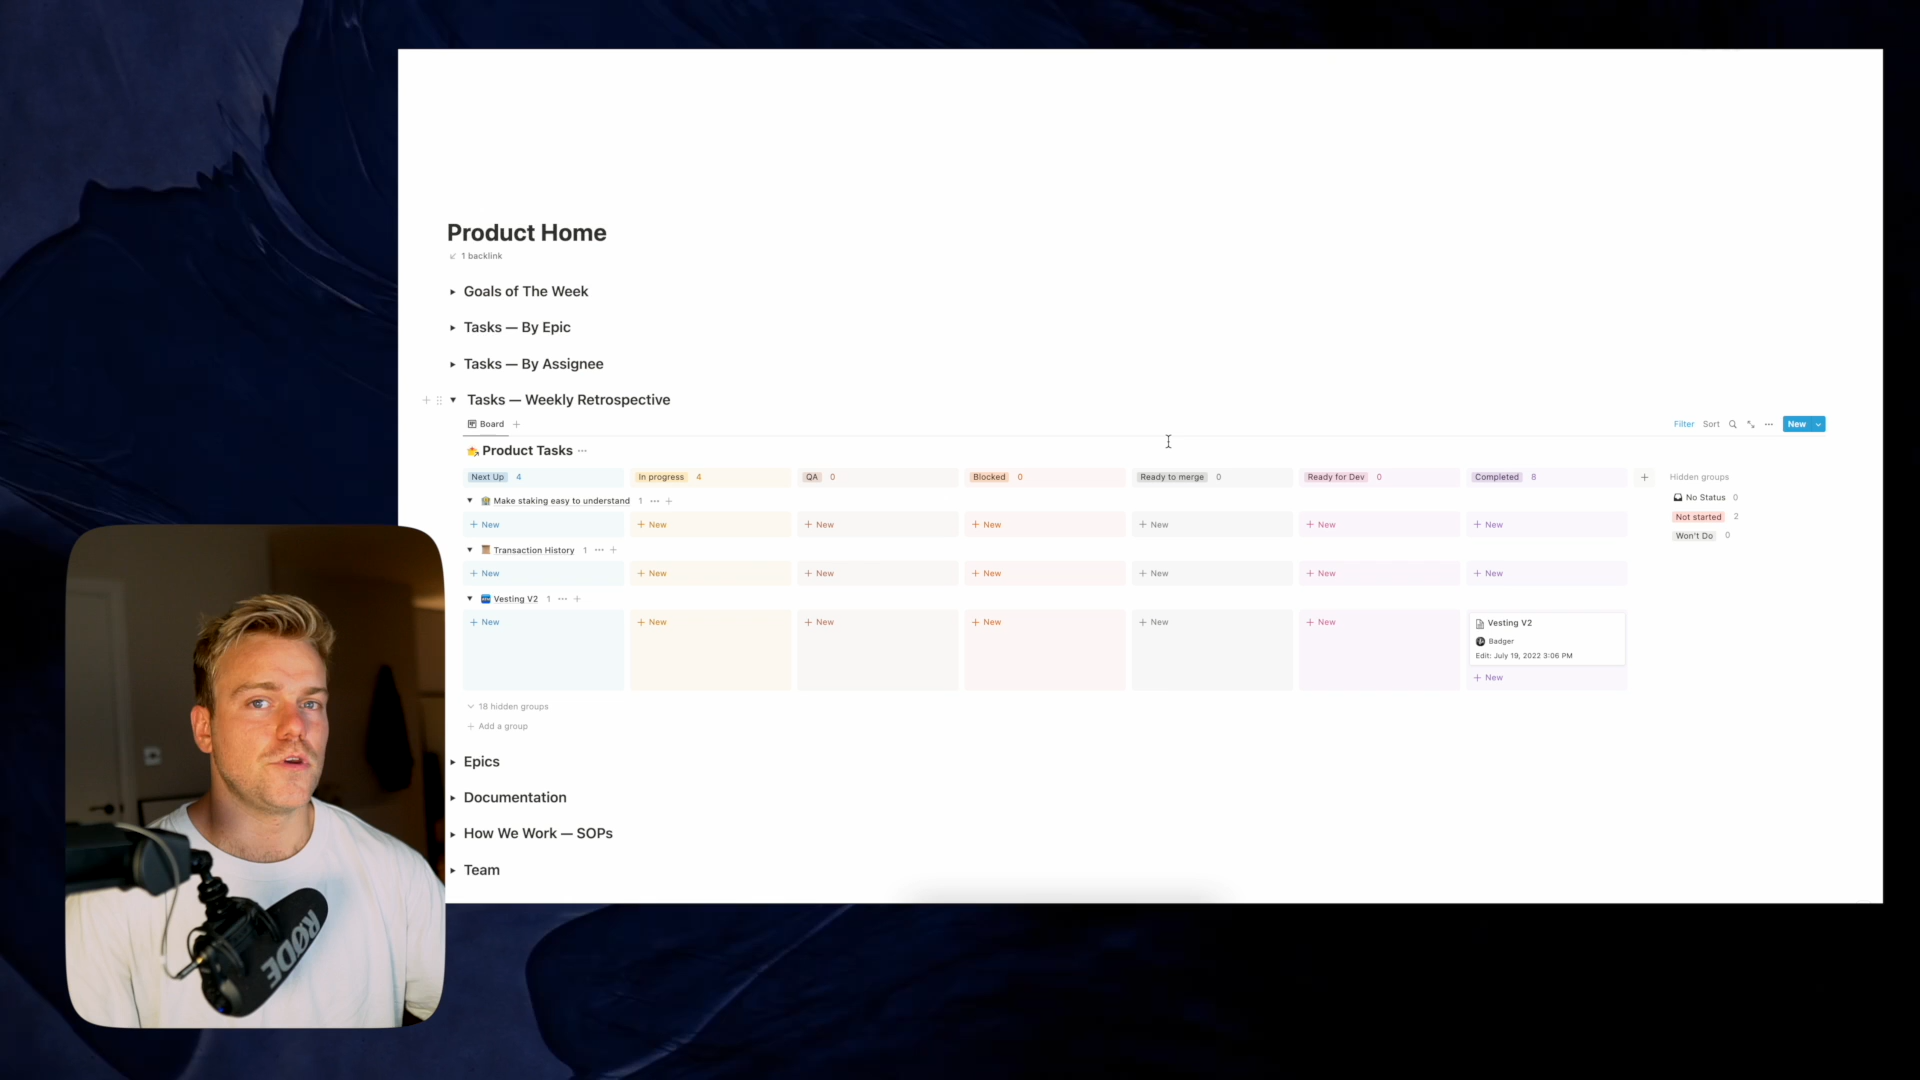 Product Home
1 backlink
Goals of The Week
Tasks — By Epic
Tasks — By Assignee
Tasks — Weekly Retrospective
Board
Filter Sort New
Product Tasks
Next Up 4 In progress 4 QA 0 Blocked 0 Ready to merge 0 Ready for Dev 0 Completed 8 Hidden groups
No Status 0
Make staking easy to understand 1
Not started 2
New New New New New New New
Won't Do 0
Transaction History 1
New New New New New New New
Vesting V2 1
New New New New New New Vesting V2
Badger
Edit: July 19, 2022 3:06 PM
New
18 hidden groups
Add a group
Epics
Documentation
How We Work — SOPs
Team
RØDE